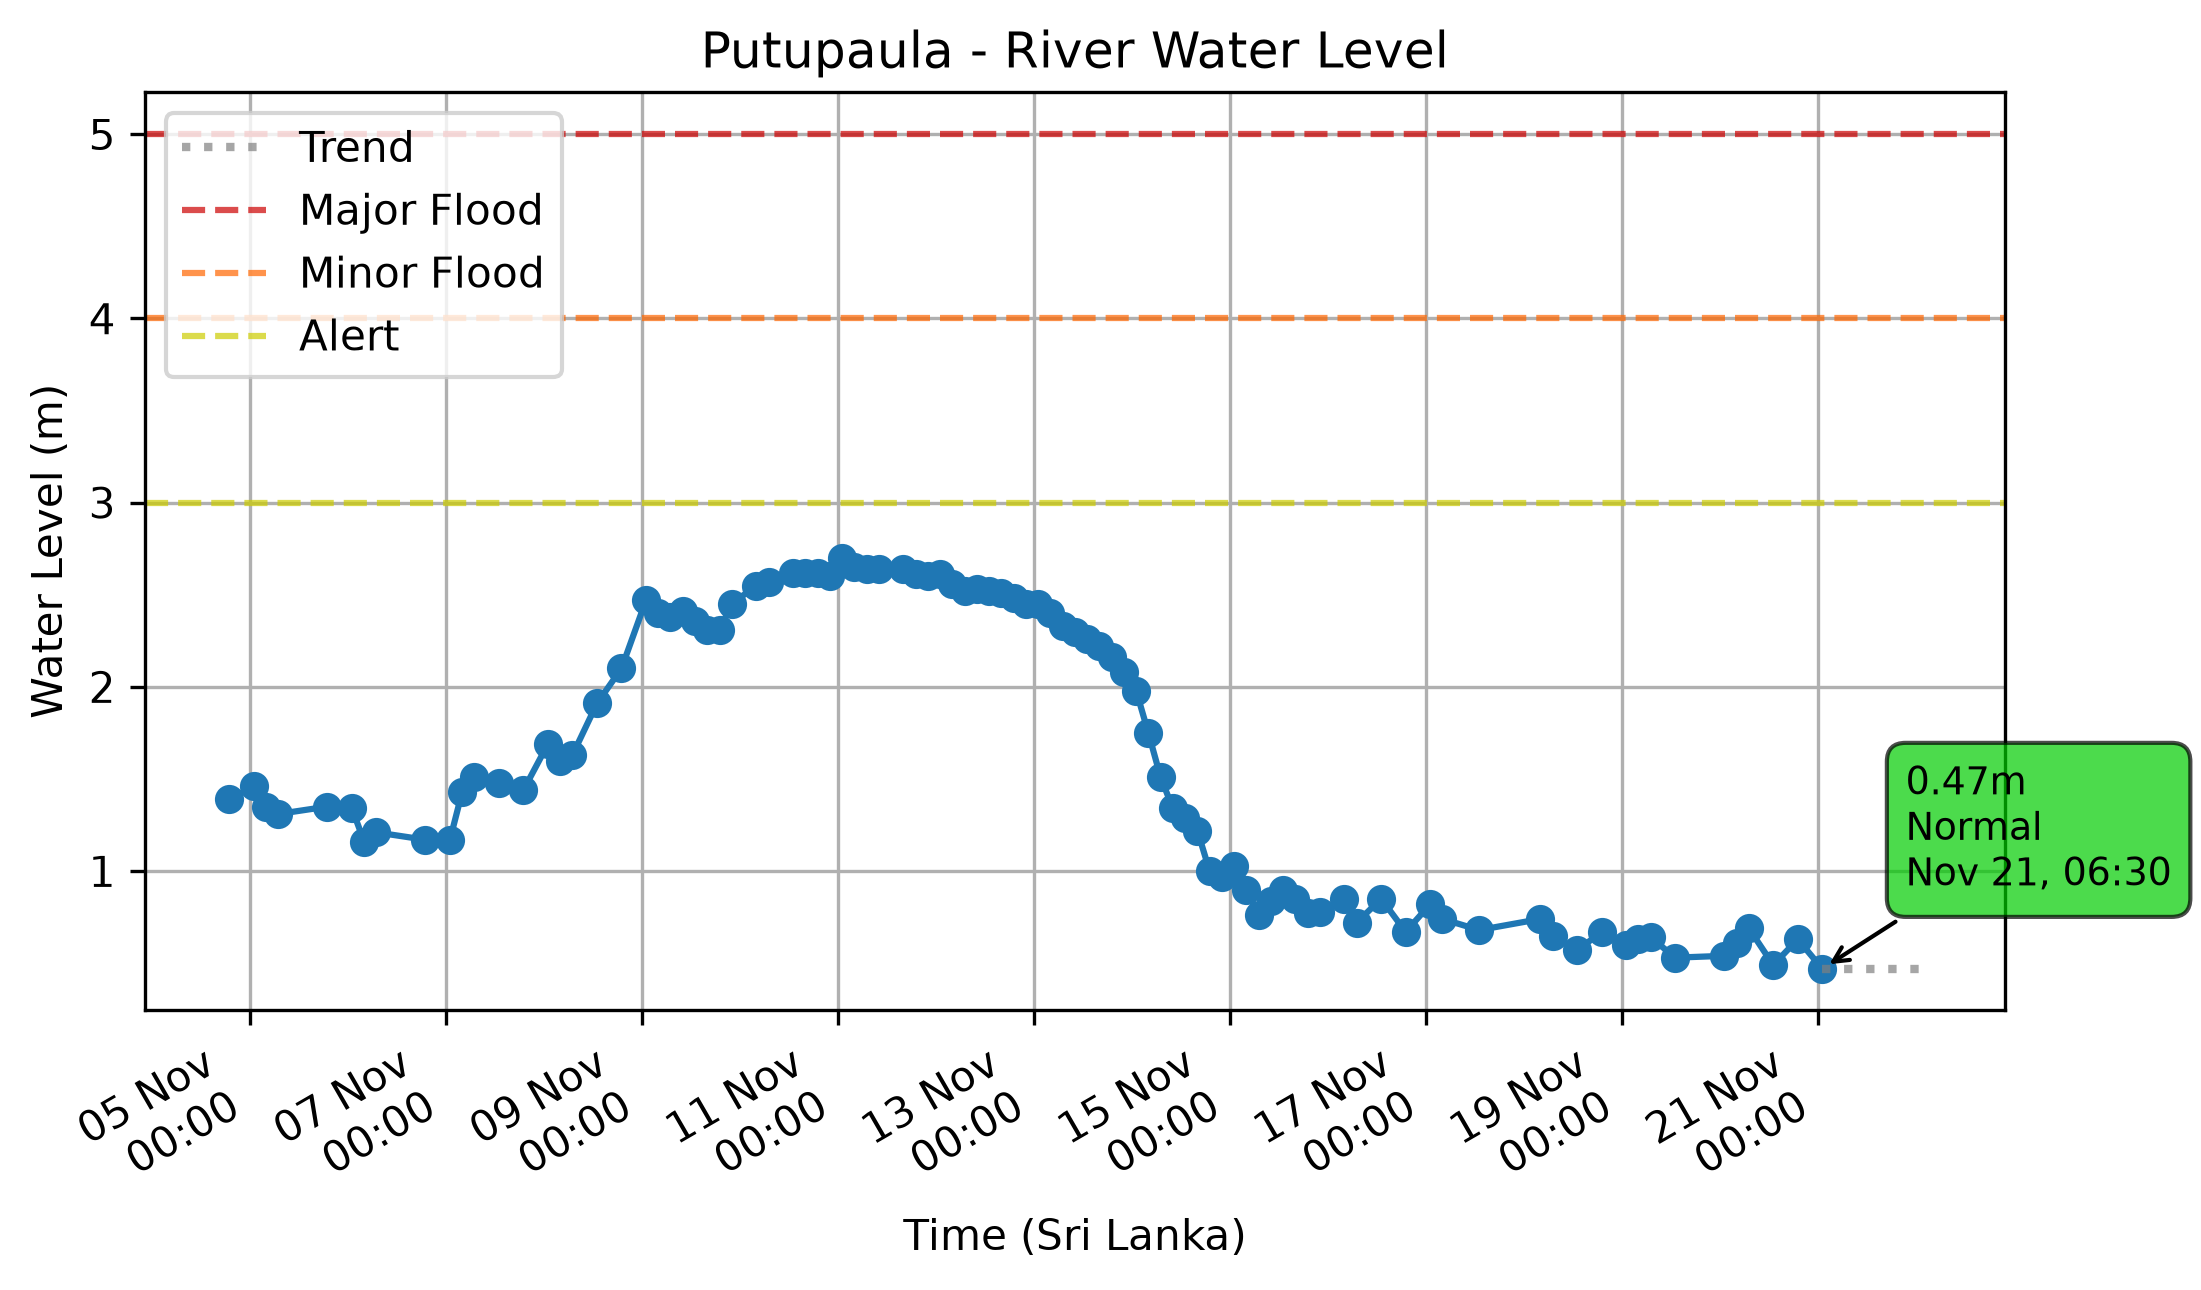 Putupaula - River Water Level
Trend
Major Flood
Minor Flood
Alert
Water Level (m)
5
4
3
2
1
0.47m
Normal
Nov 21, 06:30
05 Nov
00:00
07 Nov
00:00
09 Nov
00:00
11 Nov
00:00
13 Nov
00:00
15 Nov
00:00
17 Nov
00:00
19 Nov
00:00
21 Nov
00:00
Time (Sri Lanka)